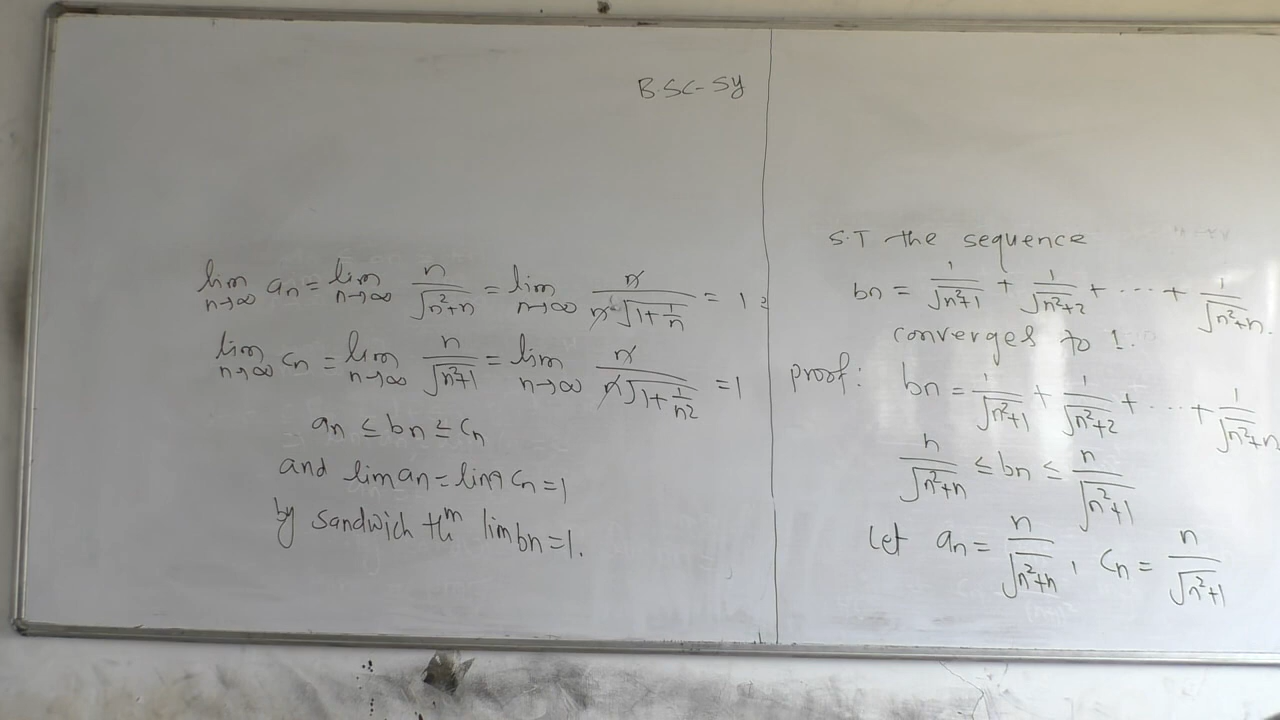 B.SC-SY
lim n→∞ an = lim n→∞ n/√(n²+n) = lim n→∞ n/(n√(1+1/n)) = 1
lim n→∞ cn = lim n→∞ n/√(n²+1) = lim n→∞ n/(n√(1+1/n²)) = 1
an ≤ bn ≤ cn
and lim an = lim cn = 1
by sandwich thm lim bn = 1.
S.T the sequence
bn = 1/√(n²+1) + 1/√(n²+2) + ... + 1/√(n²+n).
converges to 1.
proof: bn = 1/√(n²+1) + 1/√(n²+2) + ... + 1/√(n²+n)
n/√(n²+n) ≤ bn ≤ n/√(n²+1)
Let an = n/√(n²+n), cn = n/√(n²+1)